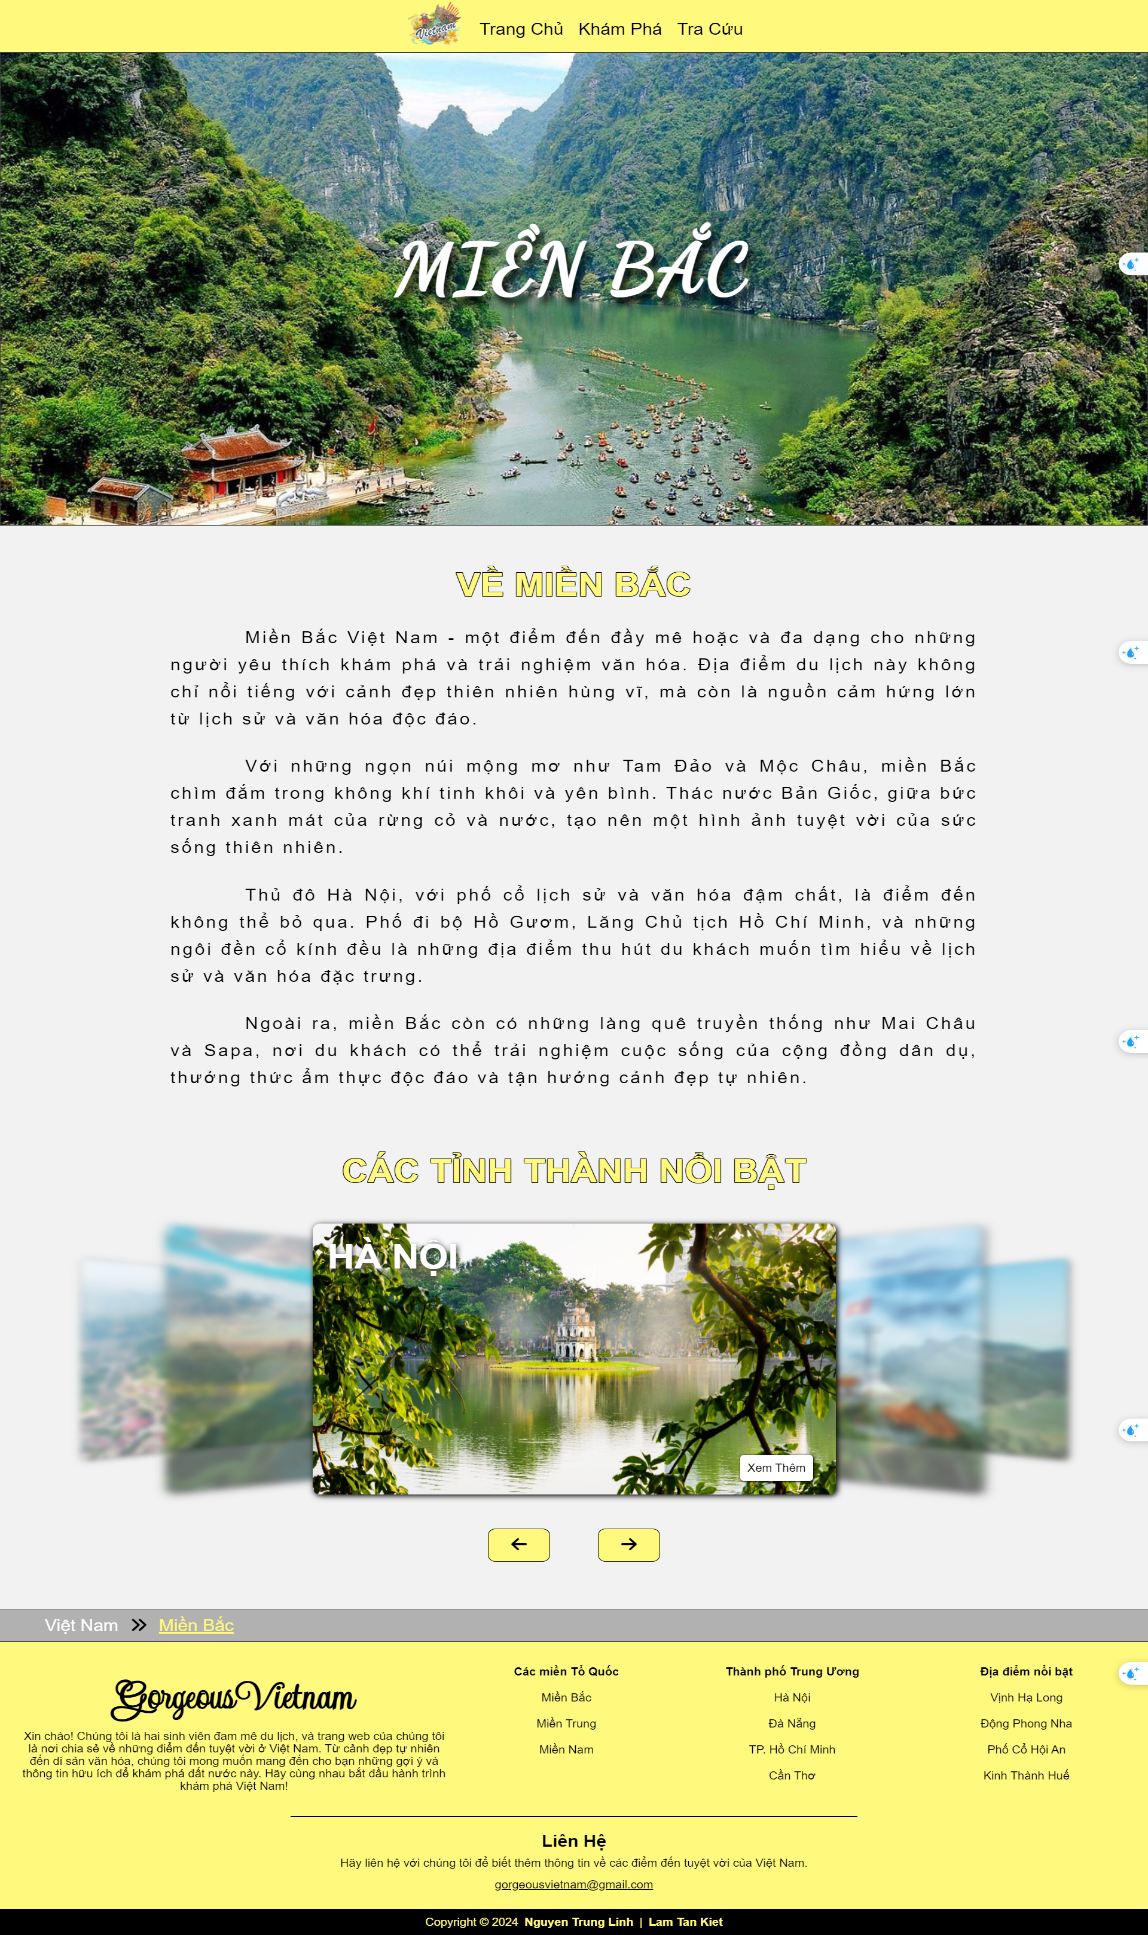 Vietnam
Trang Chủ Khám Phá Tra Cứu
MIỀN BẮC
VỀ MIỀN BẮC
Miền Bắc Việt Nam - một điểm đến đầy mê hoặc và đa dạng cho những
người yêu thích khám phá và trải nghiệm văn hóa. Địa điểm du lịch này không
chỉ nổi tiếng với cảnh đẹp thiên nhiên hùng vĩ, mà còn là nguồn cảm hứng lớn
từ lịch sử và văn hóa độc đáo.
Với những ngọn núi mộng mơ như Tam Đảo và Mộc Châu, miền Bắc
chìm đắm trong không khí tinh khôi và yên bình. Thác nước Bản Giốc, giữa bức
tranh xanh mát của rừng cỏ và nước, tạo nên một hình ảnh tuyệt vời của sức
sống thiên nhiên.
Thủ đô Hà Nội, với phố cổ lịch sử và văn hóa đậm chất, là điểm đến
không thể bỏ qua. Phố đi bộ Hồ Gươm, Lăng Chủ tịch Hồ Chí Minh, và những
ngôi đền cổ kính đều là những địa điểm thu hút du khách muốn tìm hiểu về lịch
sử và văn hóa đặc trưng.
Ngoài ra, miền Bắc còn có những làng quê truyền thống như Mai Châu
và Sapa, nơi du khách có thể trải nghiệm cuộc sống của cộng đồng dân dụ,
thướng thức ẩm thực độc đáo và tận hướng cánh đẹp tự nhiên.
CÁC TỈNH THÀNH NỔI BẬT
HÀ NỘI
Xem Thêm
Việt Nam Miền Bắc
GorgeousVietnam
Xin chào! Chúng tôi là hai sinh viên đam mê du lịch, và trang web của chúng tôi
là nơi chia sẻ về những điểm đến tuyệt vời ở Việt Nam. Từ cảnh đẹp tự nhiên
đến di sản văn hóa, chúng tôi mong muốn mang đến cho bạn những gợi ý và
thông tin hữu ích để khám phá đất nước này. Hãy cùng nhau bắt đầu hành trình
khám phá Việt Nam!
Các miền Tổ Quốc
Miền Bắc
Miền Trung
Miền Nam
Thành phố Trung Ương
Hà Nội
Đà Nẵng
TP. Hồ Chí Minh
Cần Thơ
Địa điểm nổi bật
Vịnh Hạ Long
Động Phong Nha
Phố Cổ Hội An
Kinh Thành Huế
Liên Hệ
Hãy liên hệ với chúng tôi để biết thêm thông tin về các điểm đến tuyệt vời của Việt Nam.
gorgeousvietnam@gmail.com
Copyright © 2024 Nguyen Trung Linh | Lam Tan Kiet